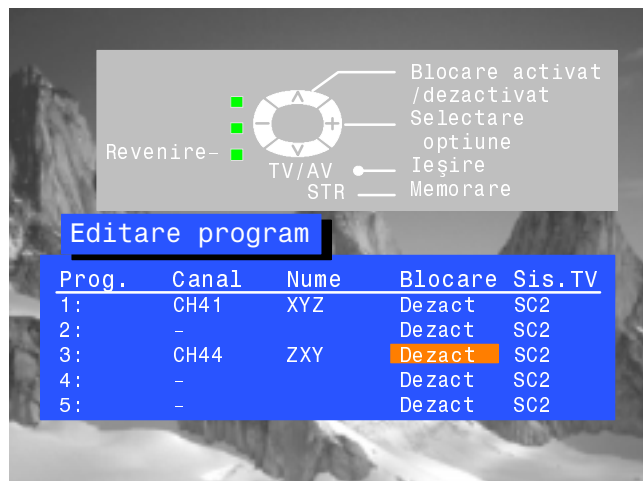 Blocare activat
/dezactivat
Selectare
optiune
Revenire-
TV/AV
Ieşire
STR
Memorare
Editare program
Prog. Canal Nume Blocare Sis.TV
1: CH41 XYZ Dezact SC2
2: - Dezact SC2
3: CH44 ZXY Dezact SC2
4: - Dezact SC2
5: - Dezact SC2